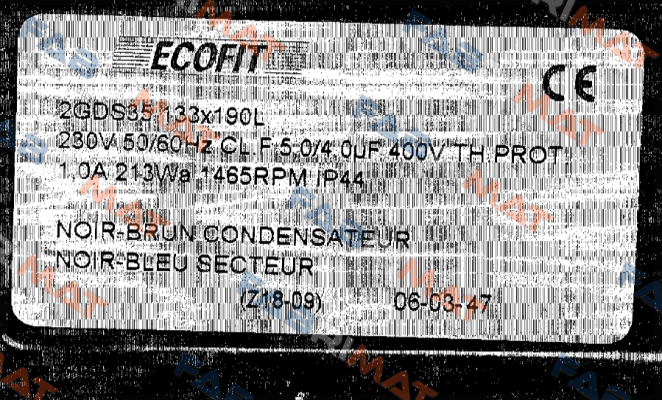 ECOFIT
CE
2GDS35 133x190L
230V 50/60Hz CL F 5,0/4,0UF 400V TH PROT.
1,0A 213Wa 1465RPM IP44
NOIR-BRUN CONDENSATEUR
NOIR-BLEU SECTEUR
(Z18-09) 06-03-47